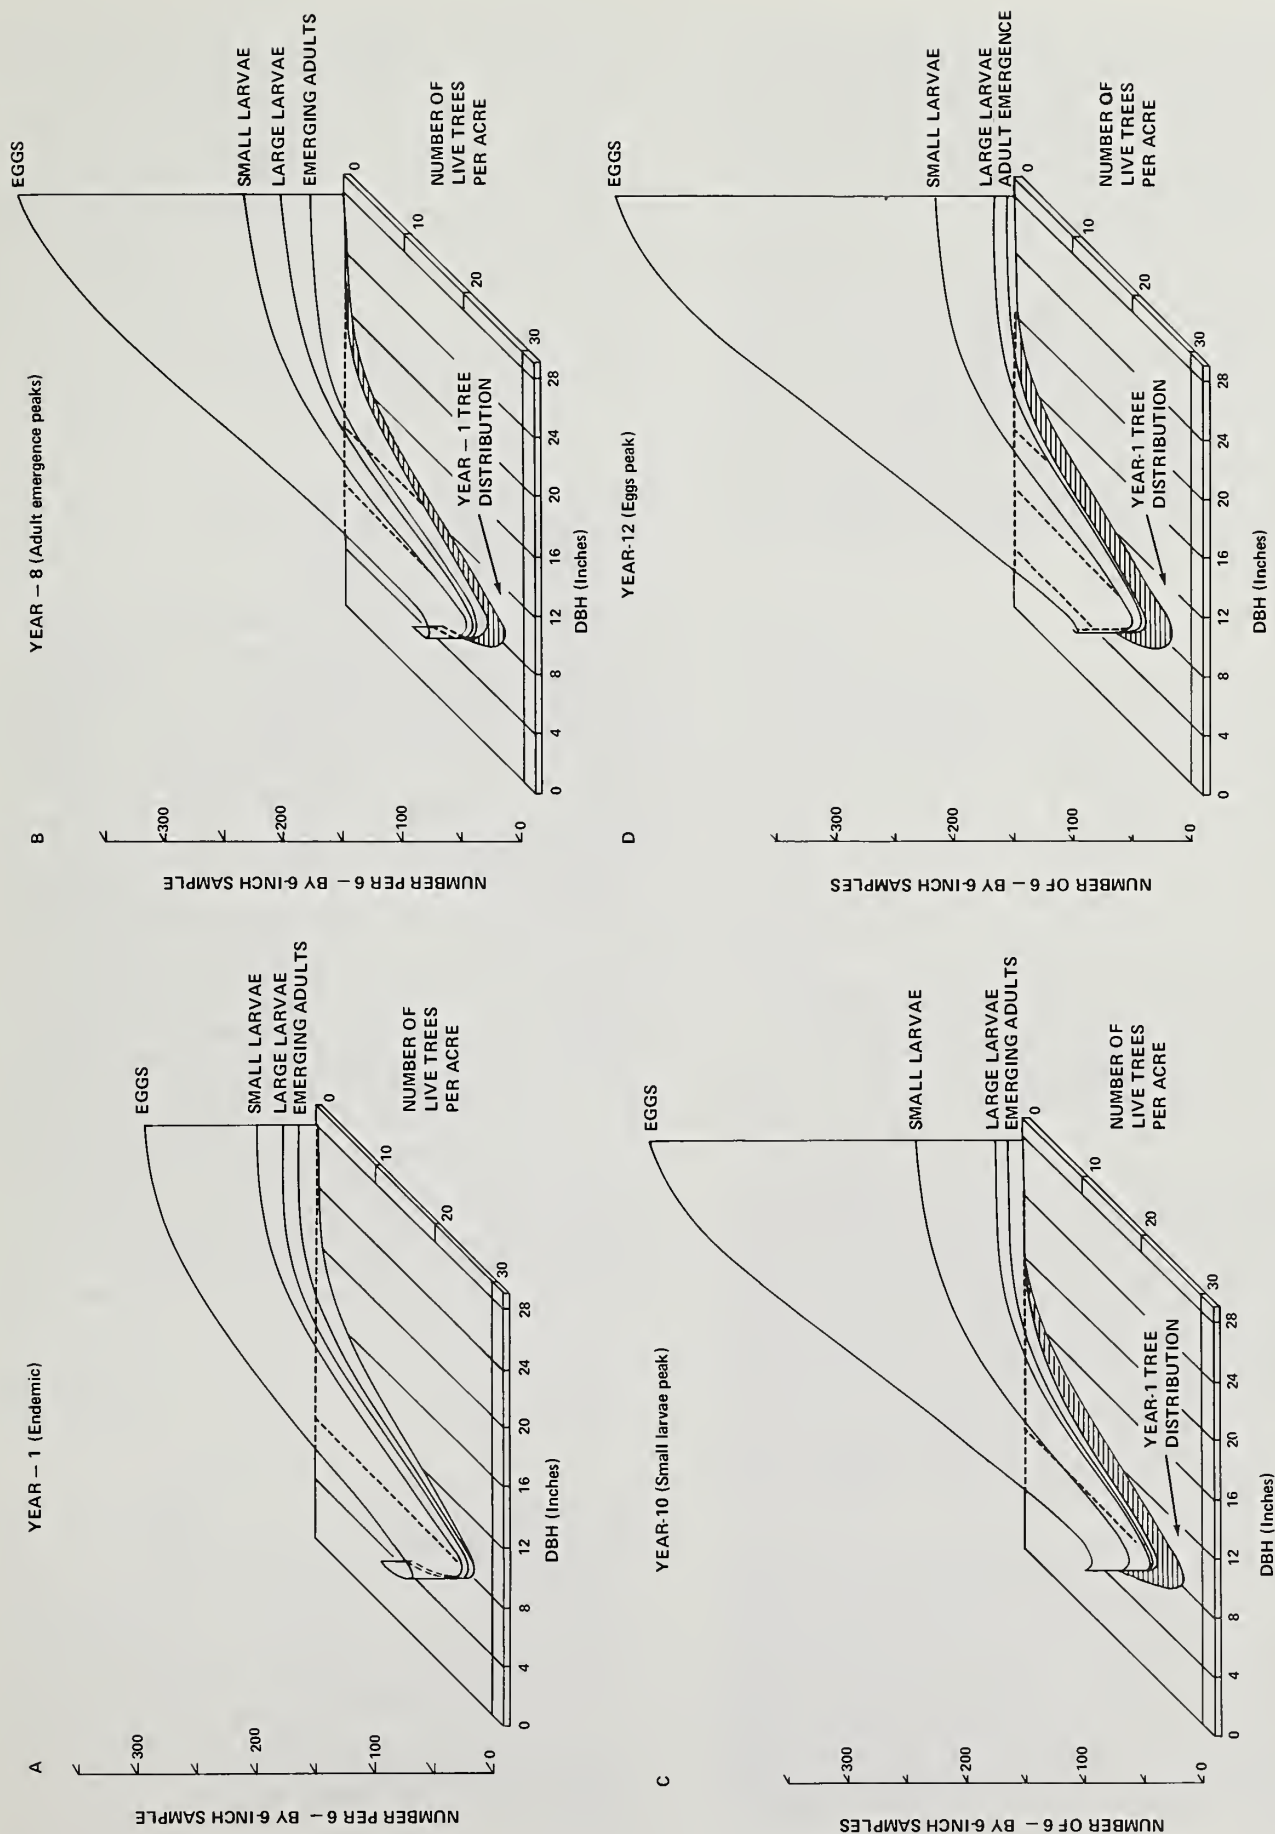 A
YEAR – 1 (Endemic)
NUMBER PER 6 – BY 6-INCH SAMPLE
300
200
100
0
EGGS
SMALL LARVAE
LARGE LARVAE
EMERGING ADULTS
NUMBER OF
LIVE TREES
PER ACRE
0
10
20
30
0
4
8
12
16
20
24
28
DBH (Inches)
B
YEAR – 8 (Adult emergence peaks)
NUMBER PER 6 – BY 6-INCH SAMPLE
300
200
100
0
EGGS
SMALL LARVAE
LARGE LARVAE
EMERGING ADULTS
NUMBER OF
LIVE TREES
PER ACRE
0
10
20
30
YEAR – 1 TREE
DISTRIBUTION
0
4
8
12
16
20
24
28
DBH (Inches)
C
YEAR-10 (Small larvae peak)
NUMBER OF 6 – BY 6-INCH SAMPLES
300
200
100
0
EGGS
SMALL LARVAE
LARGE LARVAE
EMERGING ADULTS
NUMBER OF
LIVE TREES
PER ACRE
0
10
20
30
YEAR-1 TREE
DISTRIBUTION
0
4
8
12
16
20
24
28
DBH (Inches)
D
YEAR-12 (Eggs peak)
NUMBER OF 6 – BY 6-INCH SAMPLES
300
200
100
0
EGGS
SMALL LARVAE
LARGE LARVAE
ADULT EMERGENCE
NUMBER OF
LIVE TREES
PER ACRE
0
10
20
30
YEAR-1 TREE
DISTRIBUTION
0
4
8
12
16
20
24
28
DBH (Inches)